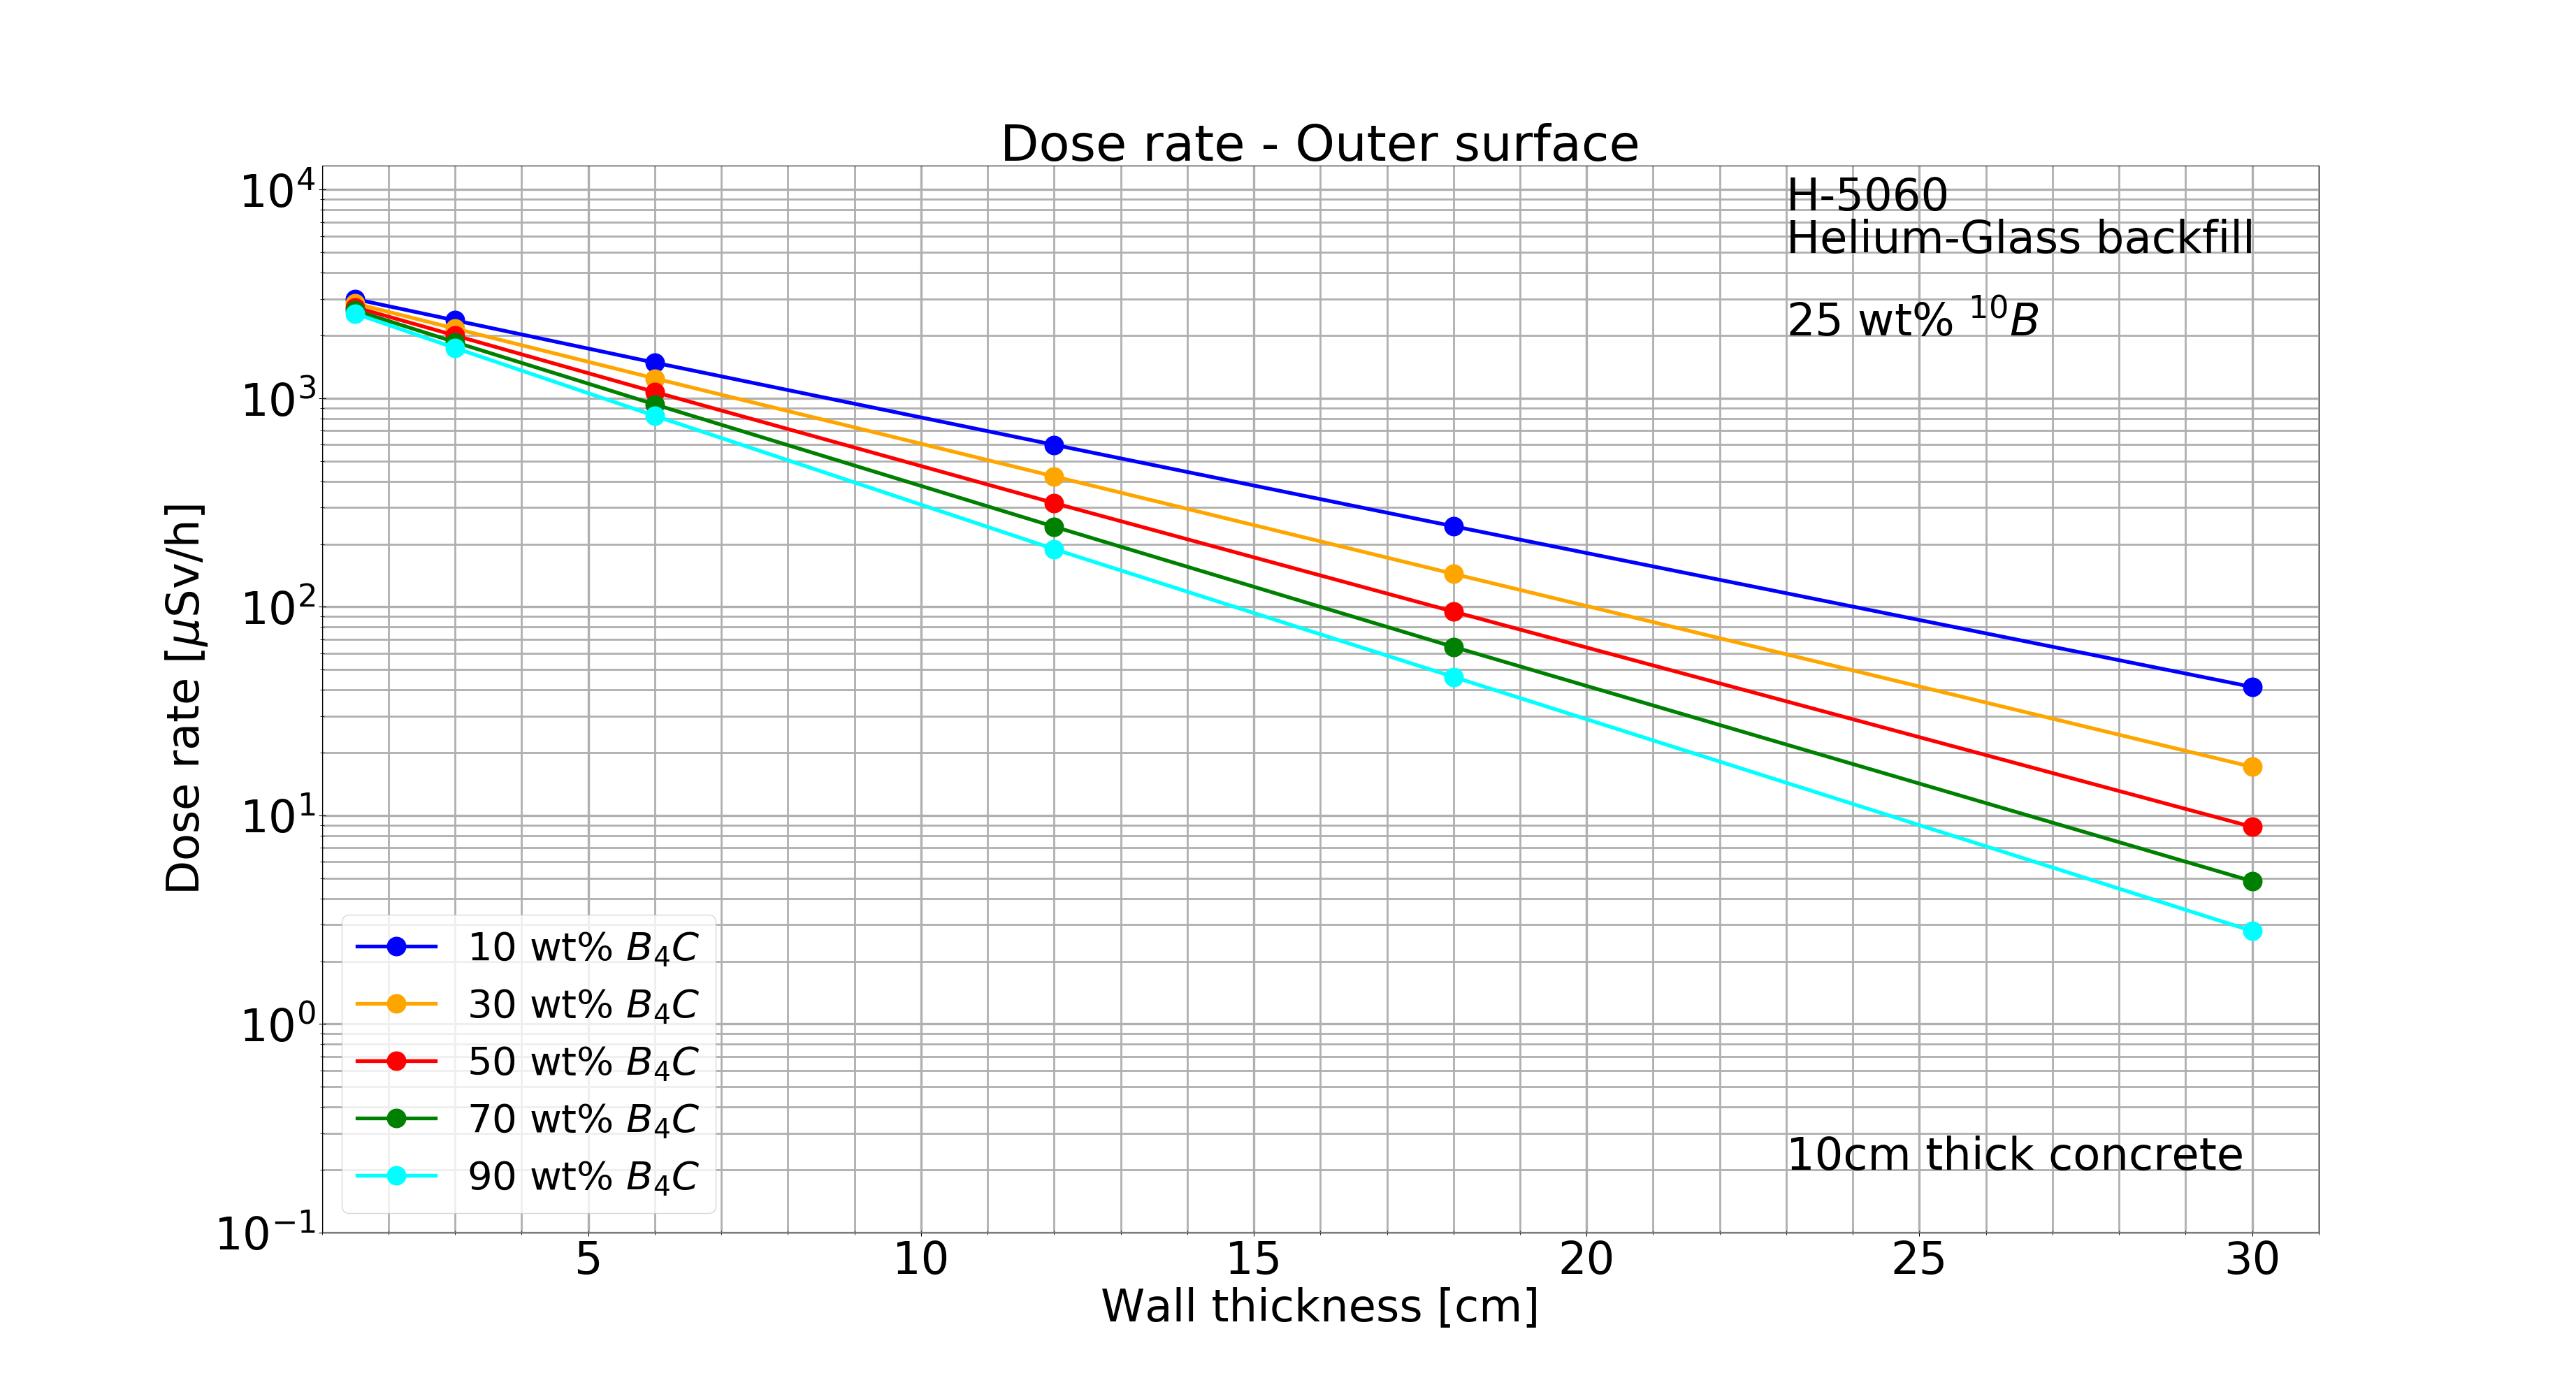 Dose rate - Outer surface
H-5060
Helium-Glass backfill
25 wt% ¹⁰B
10⁴
10³
10²
10¹
10⁰
10⁻¹
Dose rate [μSv/h]
10 wt% B₄C
30 wt% B₄C
50 wt% B₄C
70 wt% B₄C
90 wt% B₄C
10cm thick concrete
5 10 15 20 25 30
Wall thickness [cm]